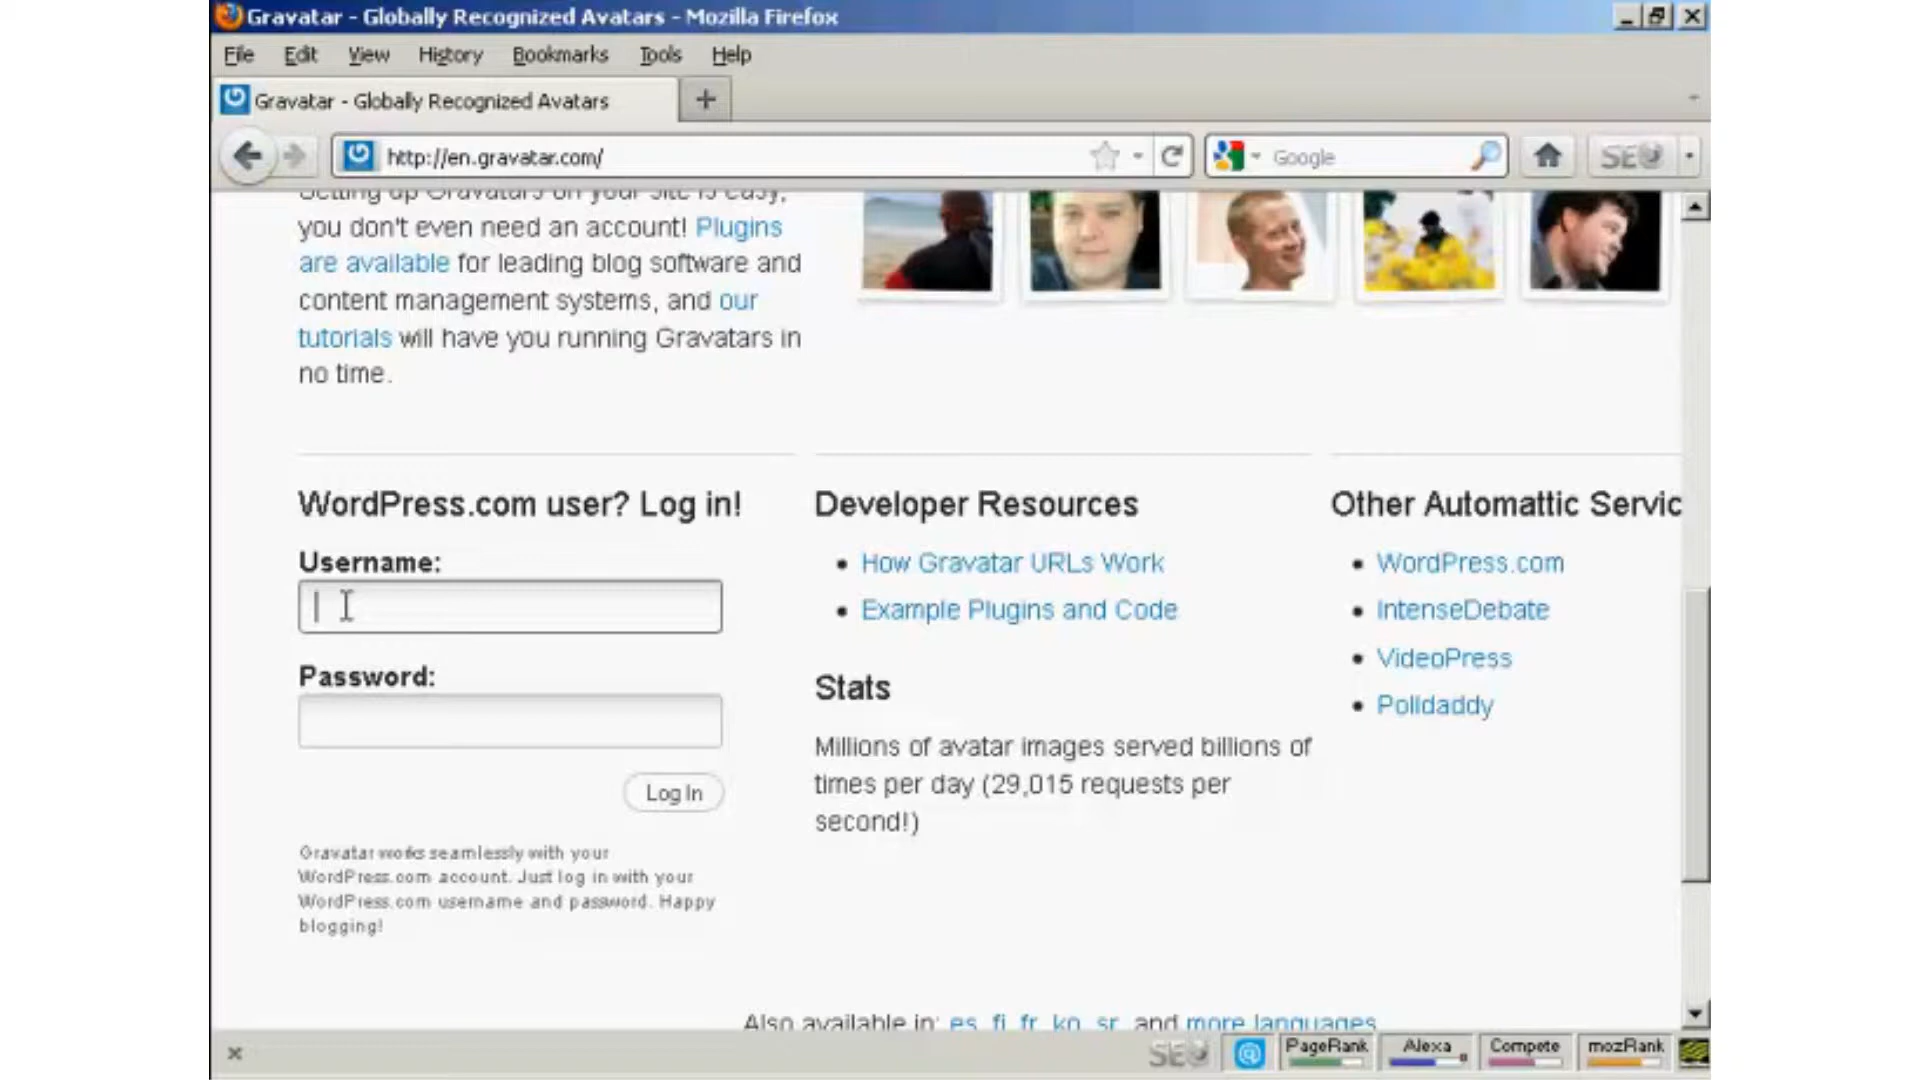 Gravatar - Globally Recognized Avatars - Mozilla Firefox
File Edit View History Bookmarks Tools Help
Gravatar - Globally Recognized Avatars
http://en.gravatar.com/
Google
SEO
Setting up Gravatars on your site is easy,
you don't even need an account! Plugins
are available for leading blog software and
content management systems, and our
tutorials will have you running Gravatars in
no time.
WordPress.com user? Log in!
Username:
Password:
Log In
Gravatar works seamlessly with your
WordPress.com account. Just log in with your
WordPress.com username and password. Happy
blogging!
Developer Resources
How Gravatar URLs Work
Example Plugins and Code
Stats
Millions of avatar images served billions of
times per day (29,015 requests per
second!)
Other Automattic Servic
WordPress.com
IntenseDebate
VideoPress
Polldaddy
Also available in: es, fi, fr, ko, sr, and more languages
SEO PageRank Alexa Compete mozRank